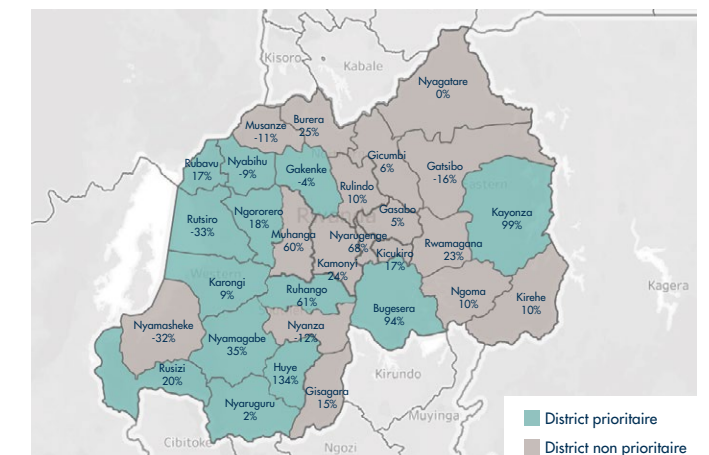 Kisoro
Kabale
Nyagatare
0%
Burera
25%
Musanze
-11%
Gicumbi
6%
Rubavu
17%
Nyabihu
-9%
Gakenke
-4%
Gatsibo
-16%
Rulindo
10%
Kayonza
99%
Rutsiro
-33%
Ngororero
18%
Gasabo
5%
Muhanga
60%
Nyarugenge
68%
Rwamagana
23%
Kicukiro
17%
Kamonyi
24%
Western
Karongi
9%
Ruhango
61%
Bugesera
94%
Ngoma
10%
Kirehe
10%
Kagera
Nyamasheke
-32%
Nyamagabe
35%
Nyanza
-12%
Rusizi
20%
Huye
134%
Kirundo
Gisagara
15%
Nyaruguru
2%
Muyinga
Cibitoke
Ngozi
District prioritaire
District non prioritaire